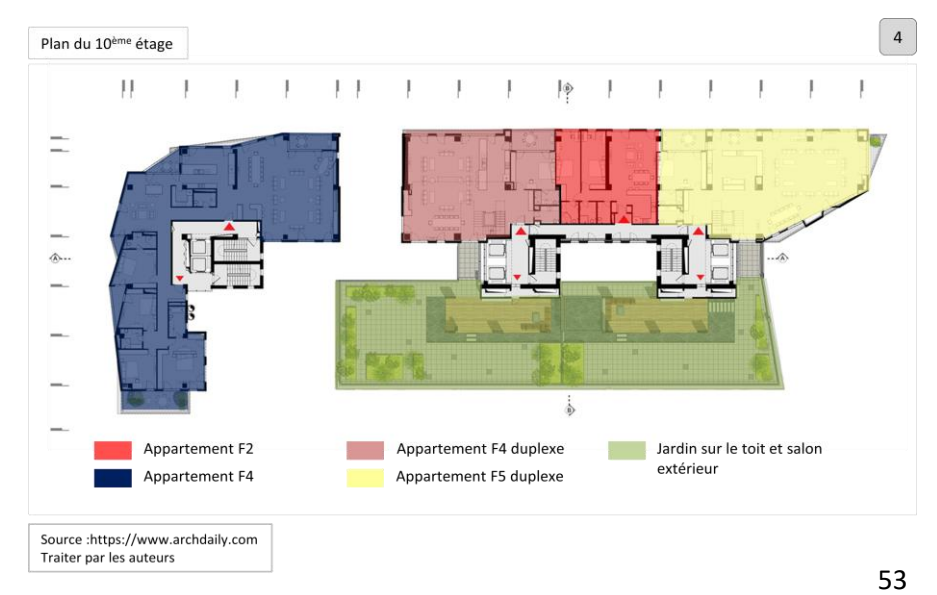 Plan du 10ème étage
4
B
A
A
B
Appartement F2
Appartement F4
Appartement F4 duplexe
Appartement F5 duplexe
Jardin sur le toit et salon
extérieur
Source :https://www.archdaily.com
Traiter par les auteurs
53